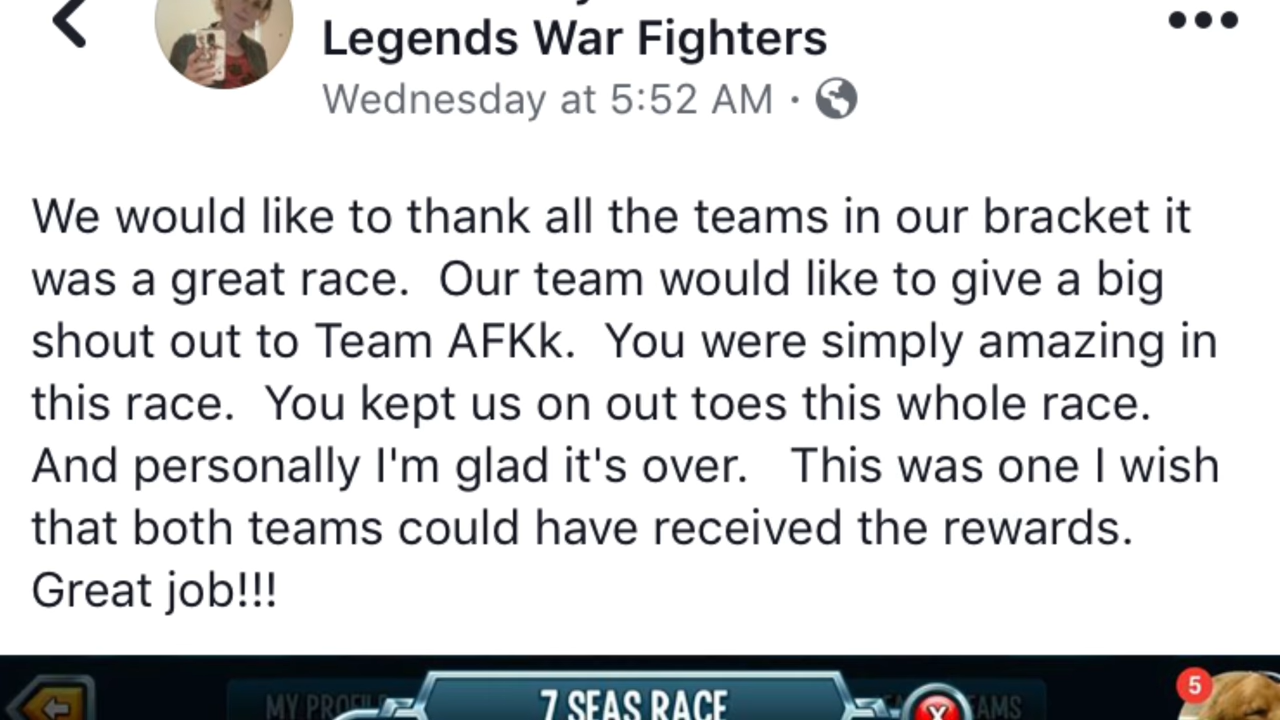 Legends War Fighters
Wednesday at 5:52 AM ·
We would like to thank all the teams in our bracket it
was a great race. Our team would like to give a big
shout out to Team AFKk. You were simply amazing in
this race. You kept us on out toes this whole race.
And personally I'm glad it's over. This was one I wish
that both teams could have received the rewards.
Great job!!!
MY PROFIL 7 SEAS RACE X TEAMS 5